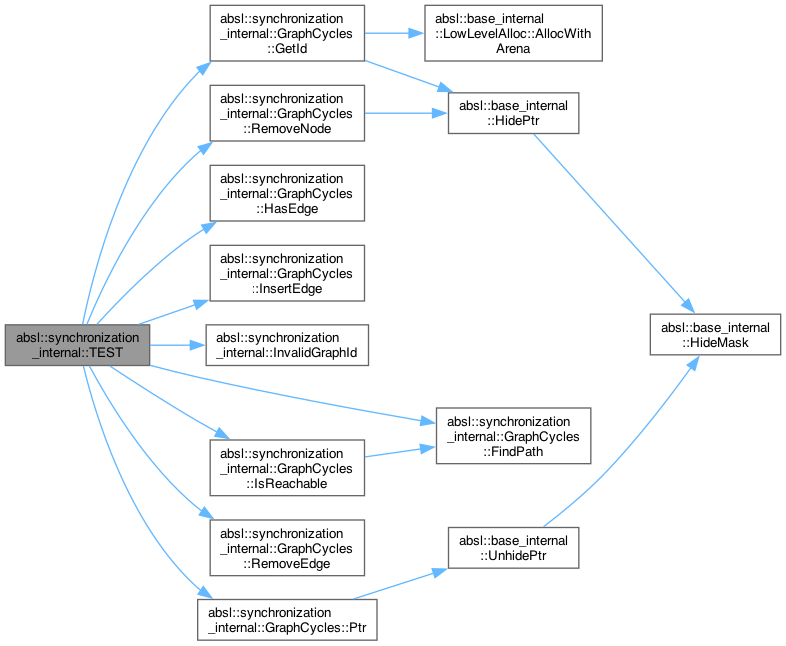 absl::synchronization
_internal::GraphCycles
::GetId
absl::base_internal
::LowLevelAlloc::AllocWith
Arena
absl::synchronization
_internal::GraphCycles
::RemoveNode
absl::base_internal
::HidePtr
absl::synchronization
_internal::GraphCycles
::HasEdge
absl::synchronization
_internal::GraphCycles
::InsertEdge
absl::synchronization
_internal::TEST
absl::synchronization
_internal::InvalidGraphId
absl::base_internal
::HideMask
absl::synchronization
_internal::GraphCycles
::FindPath
absl::synchronization
_internal::GraphCycles
::IsReachable
absl::synchronization
_internal::GraphCycles
::RemoveEdge
absl::base_internal
::UnhidePtr
absl::synchronization
_internal::GraphCycles::Ptr